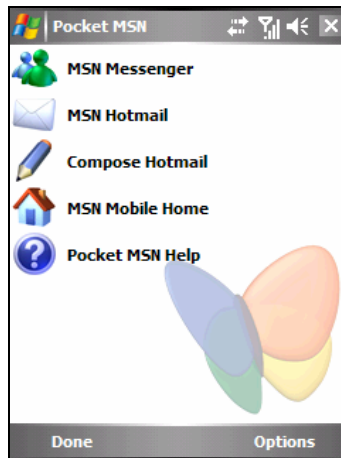 Pocket MSN
MSN Messenger
MSN Hotmail
Compose Hotmail
MSN Mobile Home
Pocket MSN Help
Done Options